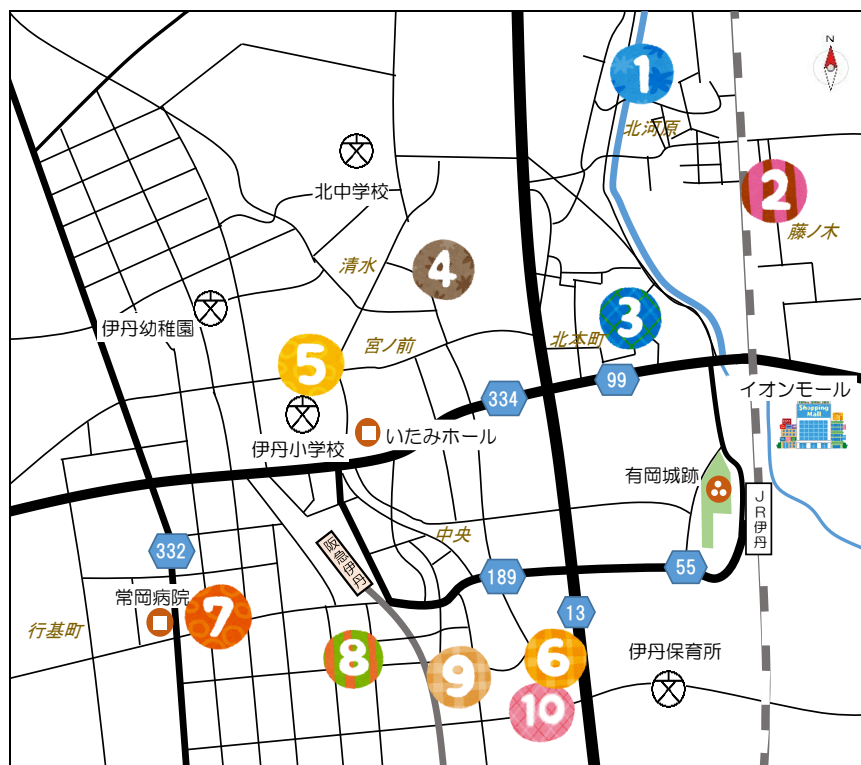 N
1
北河原
2
北中学校
藤ノ木
清水
4
伊丹幼稚園
3
宮ノ前
北本町
5
99
334
イオンモール
Shopping Mall
いたみホール
伊丹小学校
有岡城跡
JR伊丹
中央
332
阪急伊丹
189
55
常岡病院
7
13
行基町
8
6
伊丹保育所
9
10